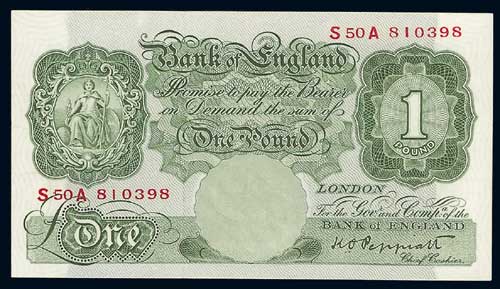 S50A 810398
Bank of England
Promise to pay the Bearer
on Demand the sum of
One Pound
1
POUND
S50A 810398
LONDON
For the Gov.r and Comp.a of the
BANK OF ENGLAND
£One
K O Peppiatt
Chief Cashier.